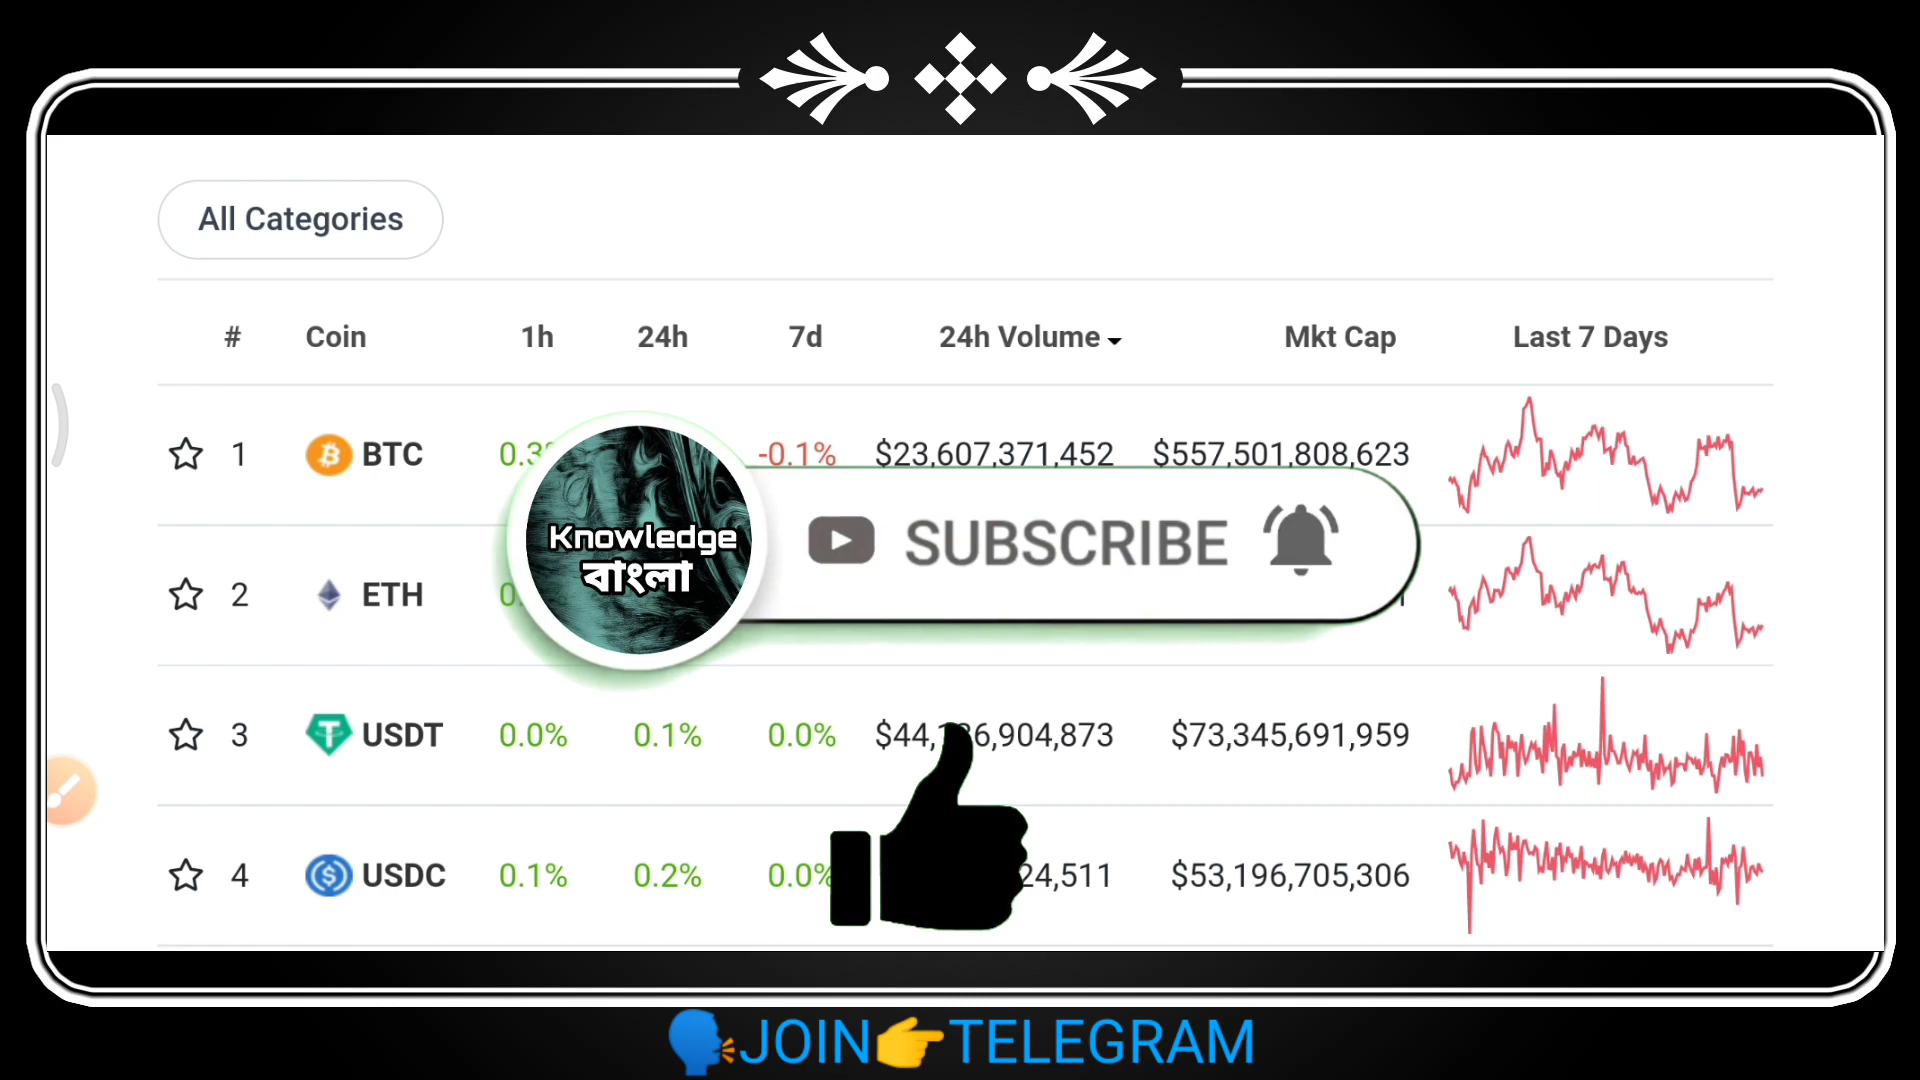 All Categories
# Coin 1h 24h 7d 24h Volume Mkt Cap Last 7 Days
1 BTC -0.1% $23,607,371,452 $557,501,808,623
Knowledge
বাংলা
SUBSCRIBE
2 ETH
3 USDT 0.0% 0.1% 0.0% $73,345,691,959
4 USDC 0.1% 0.2% 0.0% $53,196,705,306
JOIN TELEGRAM